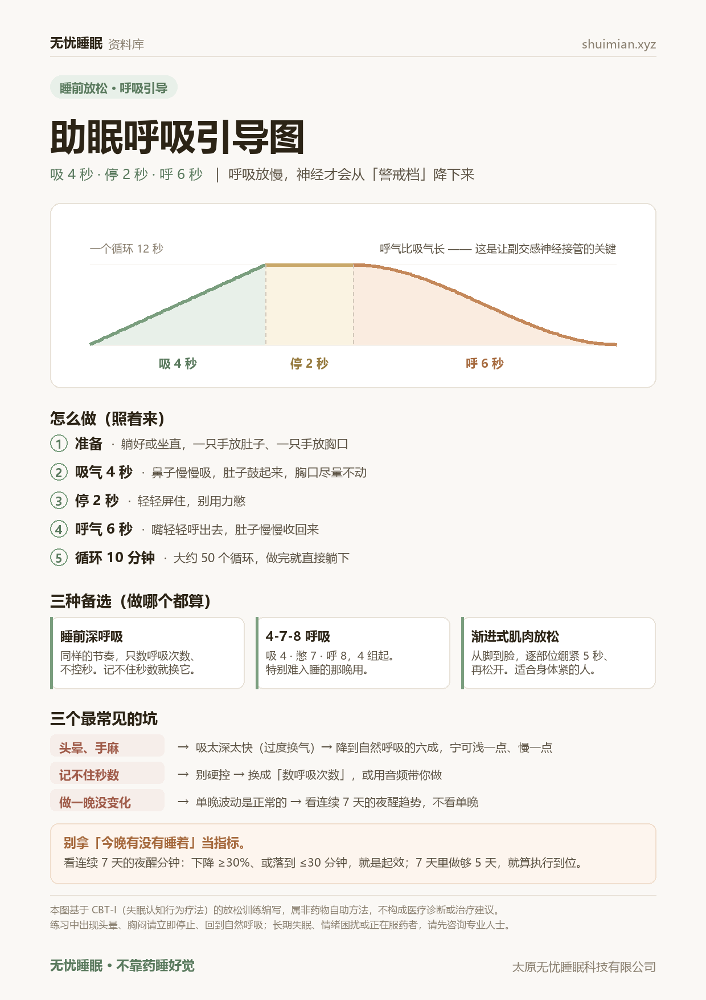 无忧睡眠 资料库 shuimian.xyz
睡前放松 • 呼吸引导
助眠呼吸引导图
吸 4 秒 · 停 2 秒 · 呼 6 秒 | 呼吸放慢，神经才会从「警戒档」降下来
一个循环 12 秒 呼气比吸气长 —— 这是让副交感神经接管的关键
吸 4 秒 停 2 秒 呼 6 秒
怎么做（照着来）
1 准备 · 躺好或坐直，一只手放肚子、一只手放胸口
2 吸气 4 秒 · 鼻子慢慢吸，肚子鼓起来，胸口尽量不动
3 停 2 秒 · 轻轻屏住，别用力憋
4 呼气 6 秒 · 嘴轻轻呼出去，肚子慢慢收回来
5 循环 10 分钟 · 大约 50 个循环，做完就直接躺下
三种备选（做哪个都算）
睡前深呼吸
同样的节奏，只数呼吸次数、
不控秒。记不住秒数就换它。
4-7-8 呼吸
吸 4 · 憋 7 · 呼 8，4 组起。
特别难入睡的那晚用。
渐进式肌肉放松
从脚到脸，逐部位绷紧 5 秒、
再松开。适合身体紧的人。
三个最常见的坑
头晕、手麻 → 吸太深太快（过度换气）→ 降到自然呼吸的六成，宁可浅一点、慢一点
记不住秒数 → 别硬控 → 换成「数呼吸次数」，或用音频带你做
做一晚没变化 → 单晚波动是正常的 → 看连续 7 天的夜醒趋势，不看单晚
别拿「今晚有没有睡着」当指标。
看连续 7 天的夜醒分钟：下降 ≥30%、或落到 ≤30 分钟，就是起效；7 天里做够 5 天，就算执行到位。
本图基于 CBT-I（失眠认知行为疗法）的放松训练编写，属非药物自助方法，不构成医疗诊断或治疗建议。
练习中出现头晕、胸闷请立即停止、回到自然呼吸；长期失眠、情绪困扰或正在服药者，请先咨询专业人士。
无忧睡眠 • 不靠药睡好觉 太原无忧睡眠科技有限公司